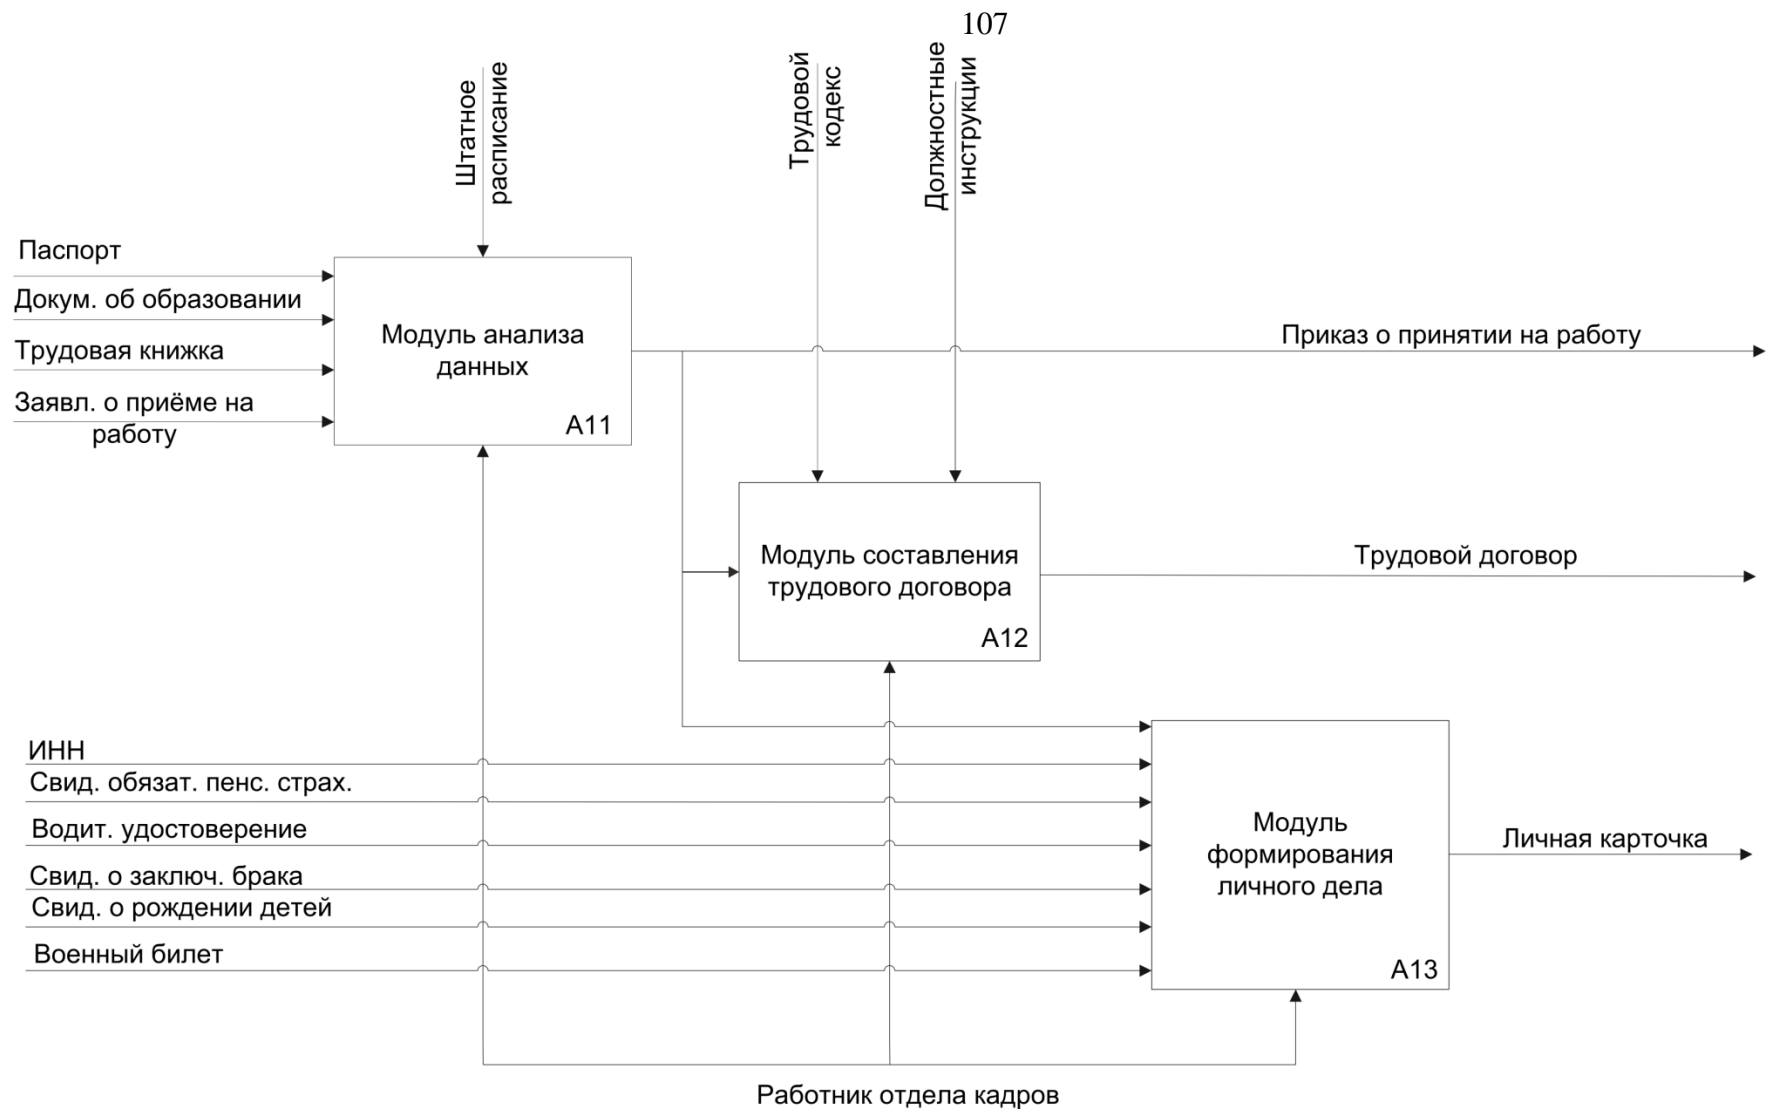 107
Штатное
расписание
Трудовой
кодекс
Должностные
инструкции
Паспорт
Докум. об образовании
Трудовая книжка
Заявл. о приёме на
работу
Модуль анализа
данных
А11
Приказ о принятии на работу
Модуль составления
трудового договора
А12
Трудовой договор
ИНН
Свид. обязат. пенс. страх.
Водит. удостоверение
Свид. о заключ. брака
Свид. о рождении детей
Военный билет
Модуль
формирования
личного дела
А13
Личная карточка
Работник отдела кадров